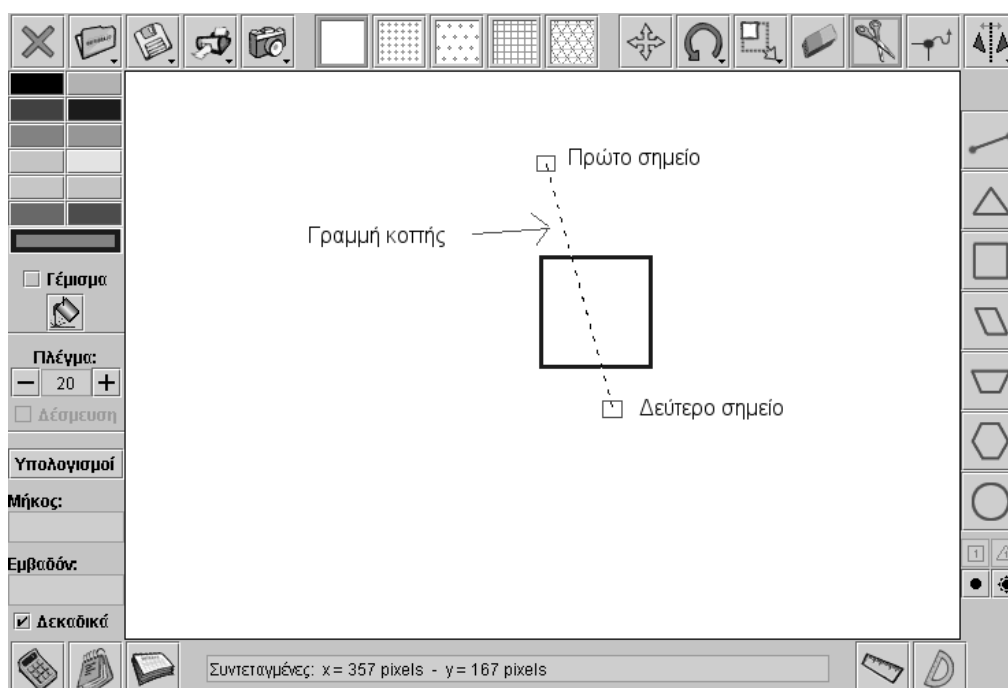 Πρώτο σημείο
Γραμμή κοπής
Γέμισμα
Πλέγμα:
20
Δέσμευση
Δεύτερο σημείο
Υπολογισμοί
Μήκος:
Εμβαδόν:
Δεκαδικά
Συντεταγμένες: x = 357 pixels - y = 167 pixels